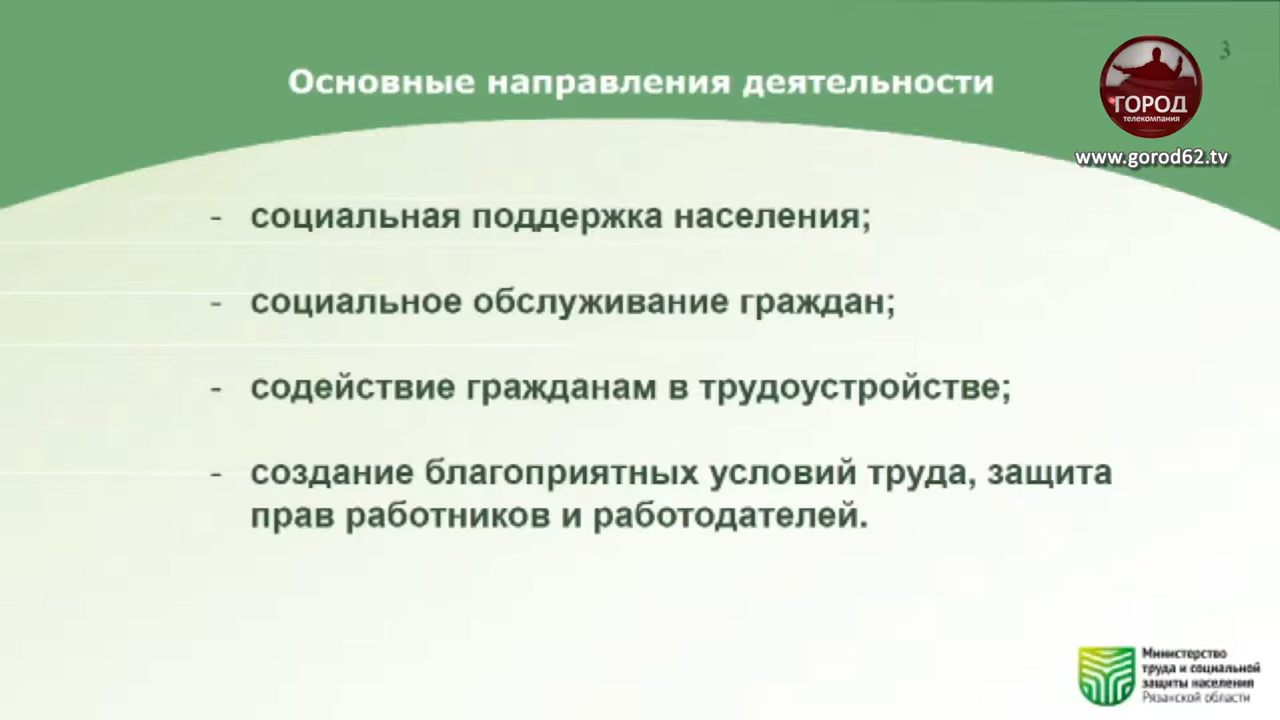 3
Основные направления деятельности
ГОРОД
телекомпания
www.gorod62.tv
- социальная поддержка населения;
- социальное обслуживание граждан;
- содействие гражданам в трудоустройстве;
- создание благоприятных условий труда, защита
прав работников и работодателей.
Министерство
труда и социальной
защиты населения
Рязанской области